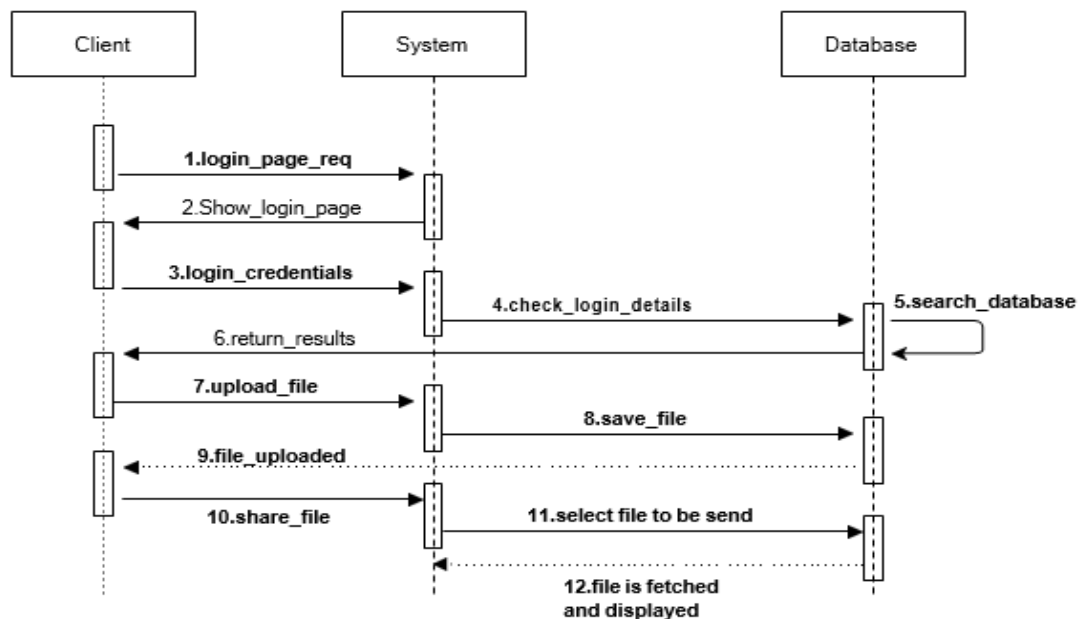 Client
System
Database
1.login_page_req
2.Show_login_page
3.login_credentials
4.check_login_details
5.search_database
6.return_results
7.upload_file
8.save_file
9.file_uploaded
10.share_file
11.select file to be send
12.file is fetched
and displayed